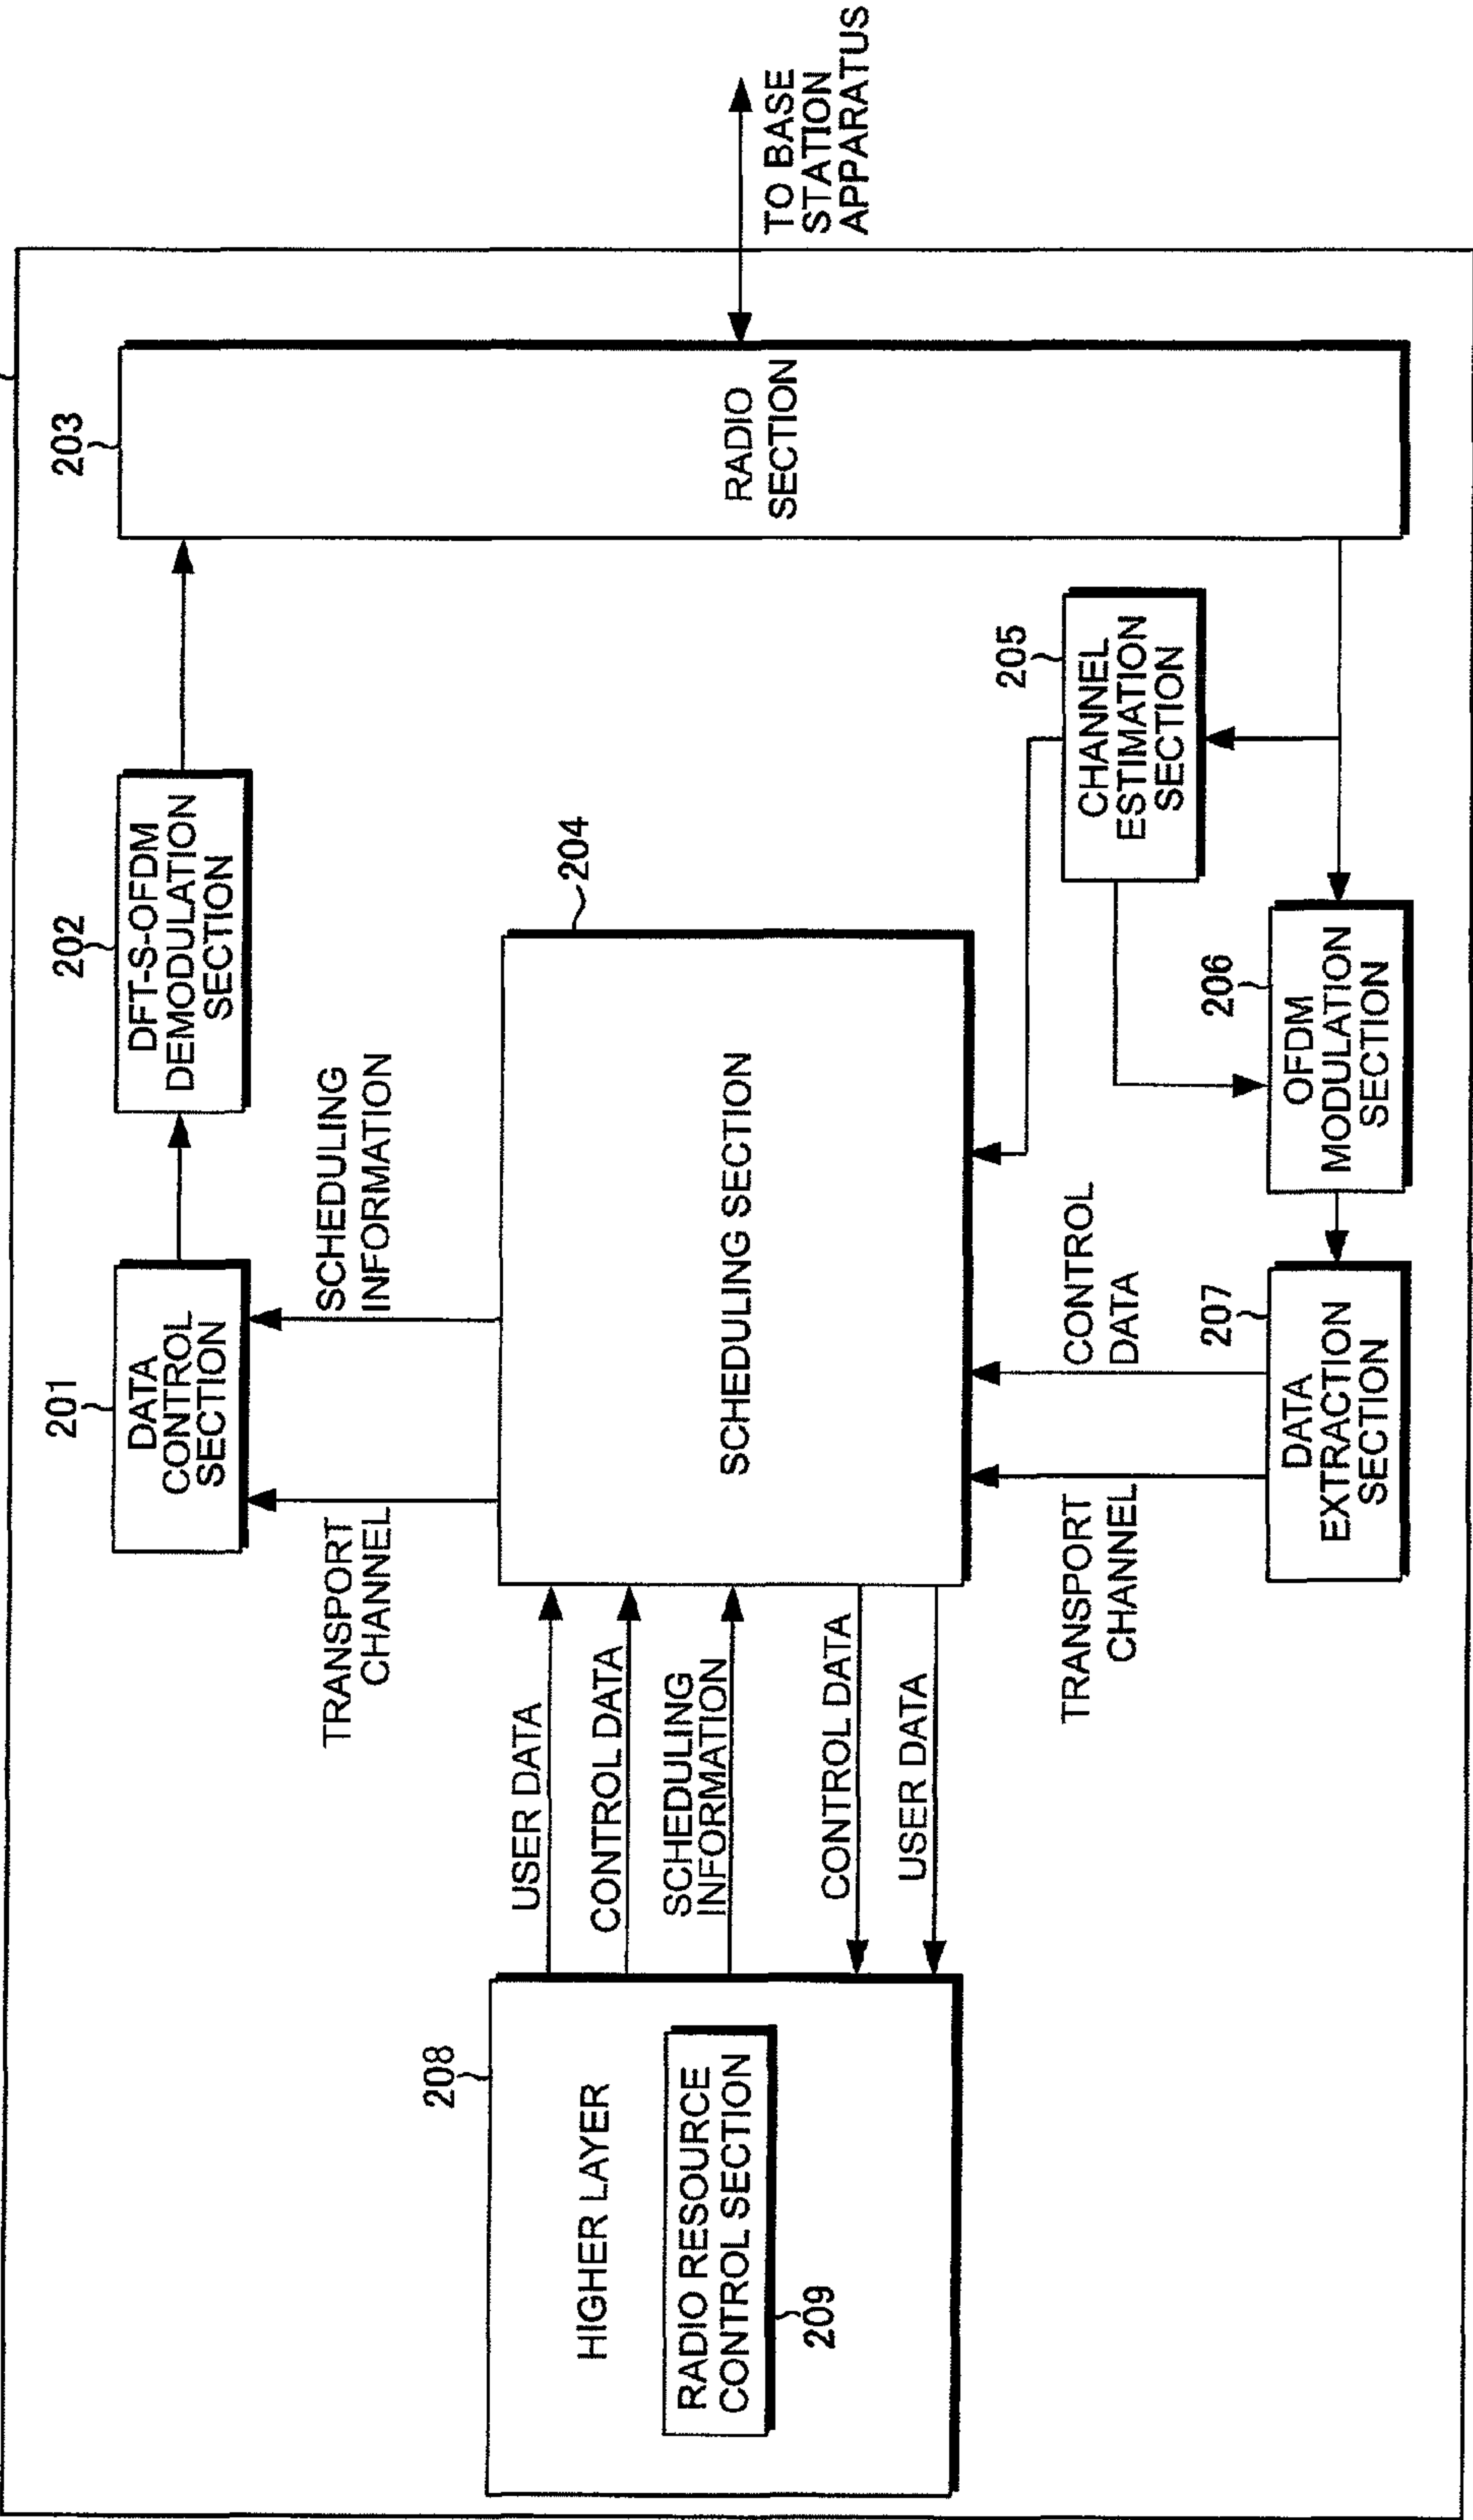 201
DATA
CONTROL
SECTION
202
DFT-S-OFDM
DEMODULATION
SECTION
203
RADIO
SECTION
TO BASE
STATION
APPARATUS
TRANSPORT
CHANNEL
SCHEDULING
INFORMATION
208
HIGHER LAYER
RADIO RESOURCE
CONTROL SECTION
209
USER DATA
CONTROL DATA
SCHEDULING
INFORMATION
CONTROL DATA
USER DATA
204
SCHEDULING SECTION
TRANSPORT
CHANNEL
CONTROL
DATA
205
CHANNEL
ESTIMATION
SECTION
207
DATA
EXTRACTION
SECTION
206
OFDM
MODULATION
SECTION